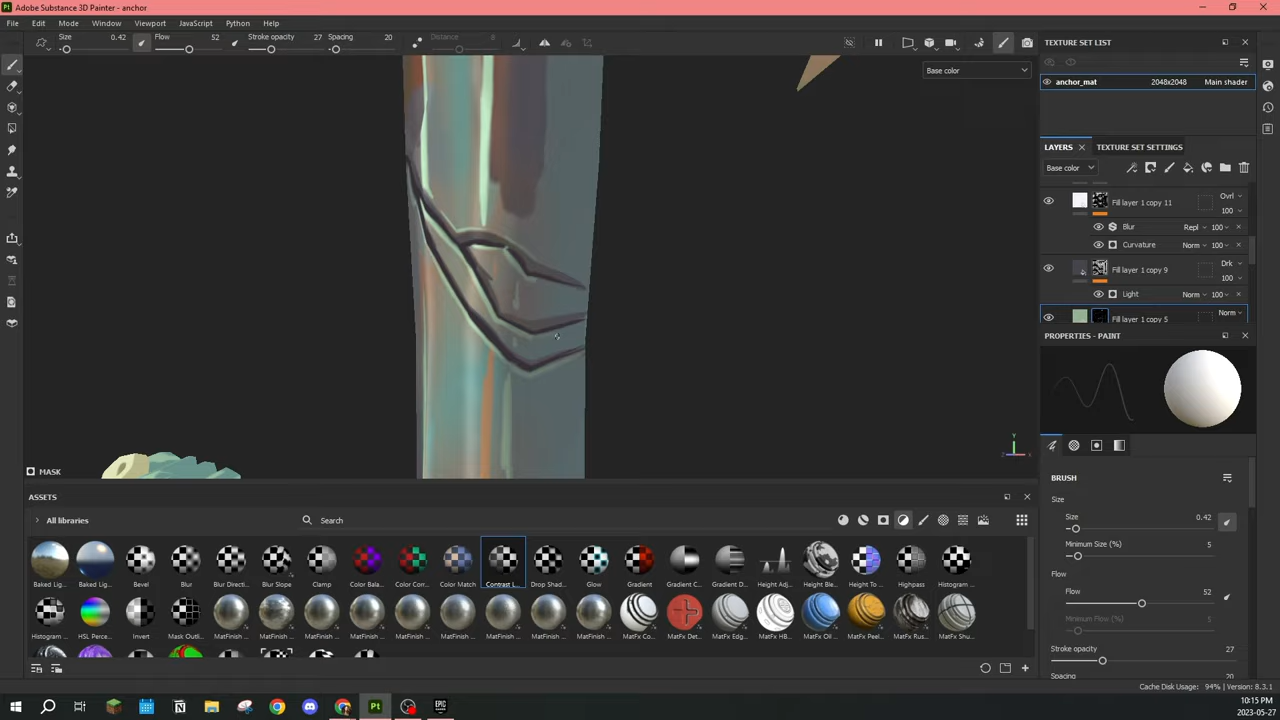 Adobe Substance 3D Painter - anchor
File Edit Mode Window Viewport JavaScript Python Help
Size 0.42 Flow 52 Stroke opacity 27 Spacing 20 Distance 8
Base color
MASK
TEXTURE SET LIST
anchor_mat 2048x2048 Main shader
LAYERS TEXTURE SET SETTINGS
Base color
Fill layer 1 copy 11 Ovrl
100
Blur Repl 100
Curvature Norm 100
Fill layer 1 copy 9 Drk
100
Light Norm 100
Fill layer 1 copy 5 Norm
PROPERTIES - PAINT
BRUSH
Size
Size 0.42
Minimum Size (%) 5
Flow
Flow 52
Minimum Flow (%) 5
Stroke opacity 27
Spacing 20
ASSETS
All libraries Search
Baked Lig... Baked Lig... Bevel Blur Blur Directi... Blur Slope Clamp Color Bala... Color Corr... Color Match Contrast L... Drop Shad... Glow Gradient Gradient C... Gradient D... Height Adj... Height Ble... Height To ... Highpass Histogram ...
Histogram ... HSL Perce... Invert Mask Outli... MatFinish ... MatFinish ... MatFinish ... MatFinish ... MatFinish ... MatFinish ... MatFinish ... MatFinish ... MatFinish ... MatFx Co... MatFx Det... MatFx Edg... MatFx HB... MatFx Oil ... MatFx Peel... MatFx Rus... MatFx Shu...
Cache Disk Usage: 94% | Version: 8.3.1
10:15 PM
2023-05-27